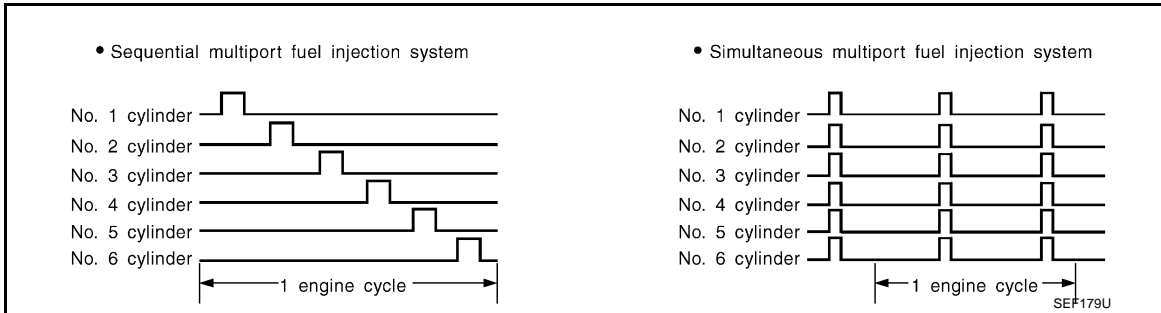 • Sequential multiport fuel injection system
No. 1 cylinder
No. 2 cylinder
No. 3 cylinder
No. 4 cylinder
No. 5 cylinder
No. 6 cylinder
1 engine cycle
• Simultaneous multiport fuel injection system
No. 1 cylinder
No. 2 cylinder
No. 3 cylinder
No. 4 cylinder
No. 5 cylinder
No. 6 cylinder
1 engine cycle
SEF179U